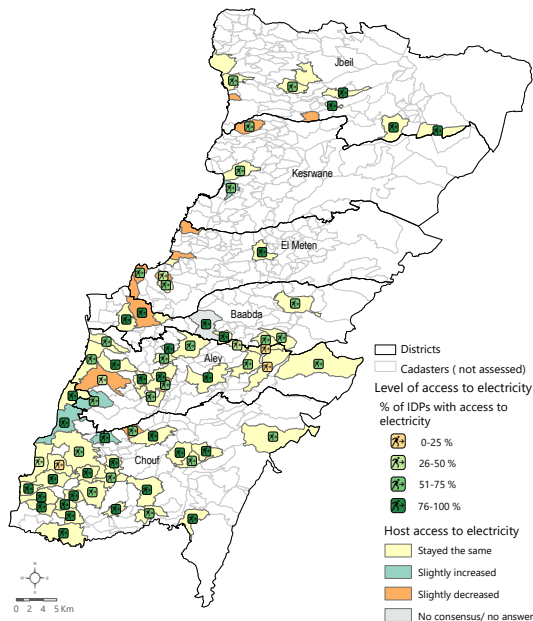 Jbeil
Kesrwane
El Meten
Baabda
Aley
Chouf
Districts
Cadasters ( not assessed)
Level of access to electricity
% of IDPs with access to
electricity
0-25 %
26-50 %
51-75 %
76-100 %
Host access to electricity
Stayed the same
Slightly increased
Slightly decreased
No consensus/ no answer
N
0 2 4 5 Km